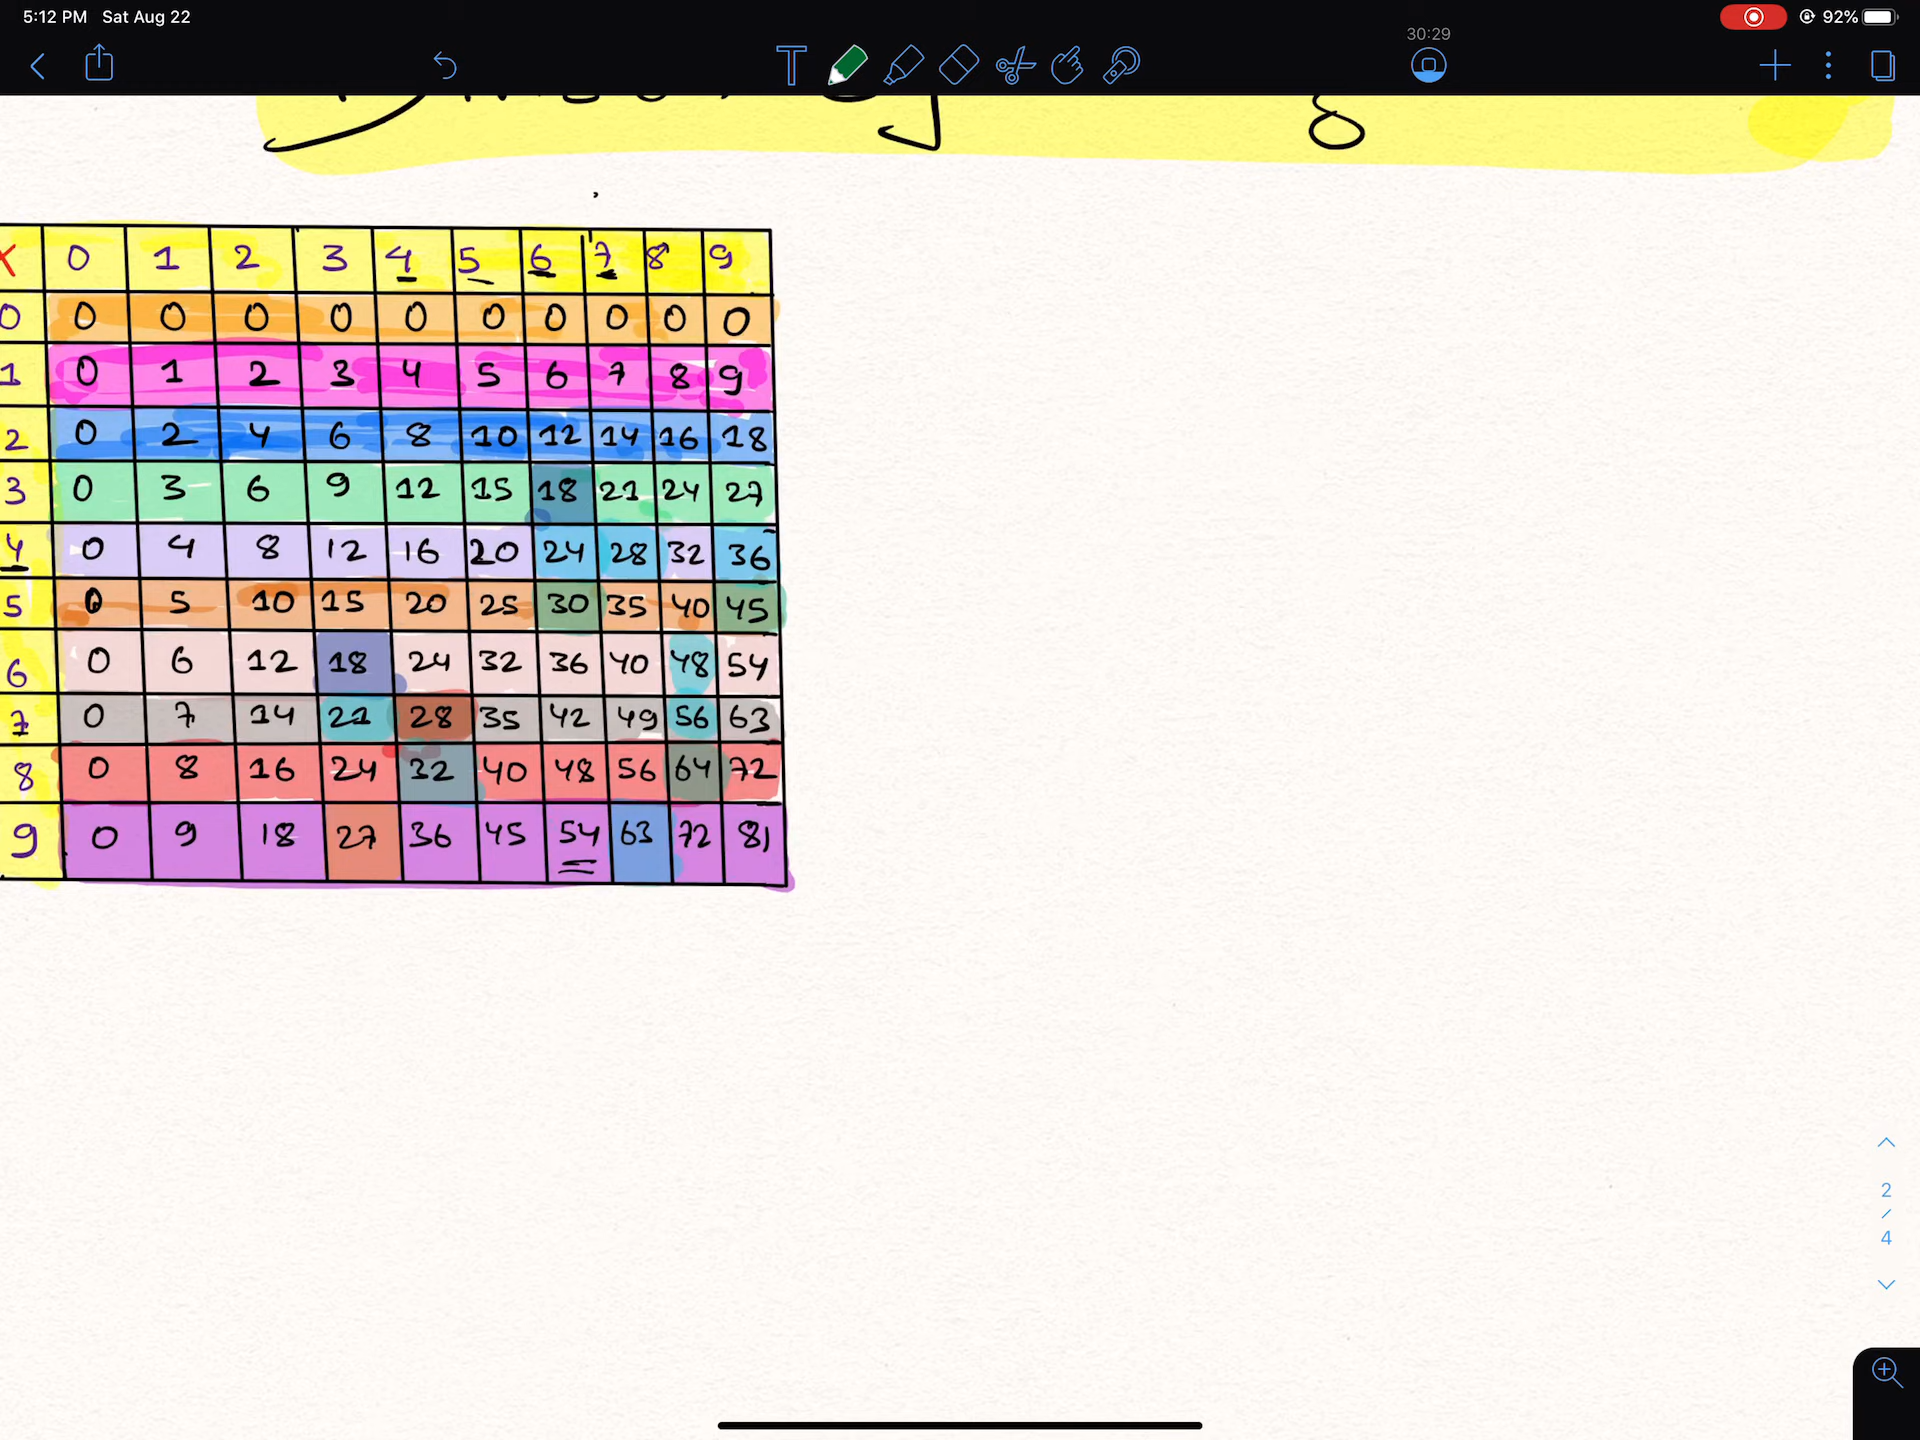 5:12 PM Sat Aug 22
92%
30:29
X 0 1 2 3 4 5 6 7 8 9
0 0 0 0 0 0 0 0 0 0 0
1 0 1 2 3 4 5 6 7 8 9
2 0 2 4 6 8 10 12 14 16 18
3 0 3 6 9 12 15 18 21 24 27
4 0 4 8 12 16 20 24 28 32 36
5 0 5 10 15 20 25 30 35 40 45
6 0 6 12 18 24 32 36 40 48 54
7 0 7 14 21 28 35 42 49 56 63
8 0 8 16 24 32 40 48 56 64 72
9 0 9 18 27 36 45 54 63 72 81
2
/
4